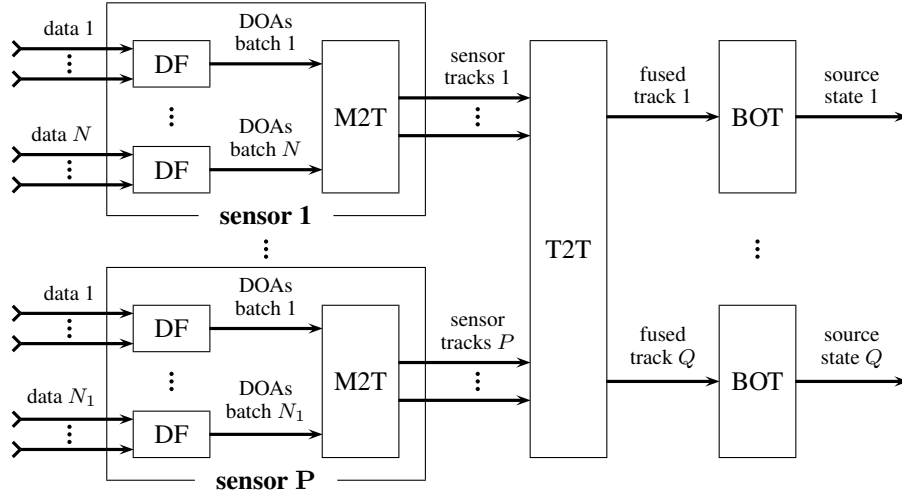 data 1
DF
DOAs
batch 1
data N
DF
DOAs
batch N
M2T
sensor 1
sensor
tracks 1
data 1
DF
DOAs
batch 1
data N₁
DF
DOAs
batch N₁
M2T
sensor P
sensor
tracks P
T2T
fused
track 1
BOT
source
state 1
fused
track Q
BOT
source
state Q